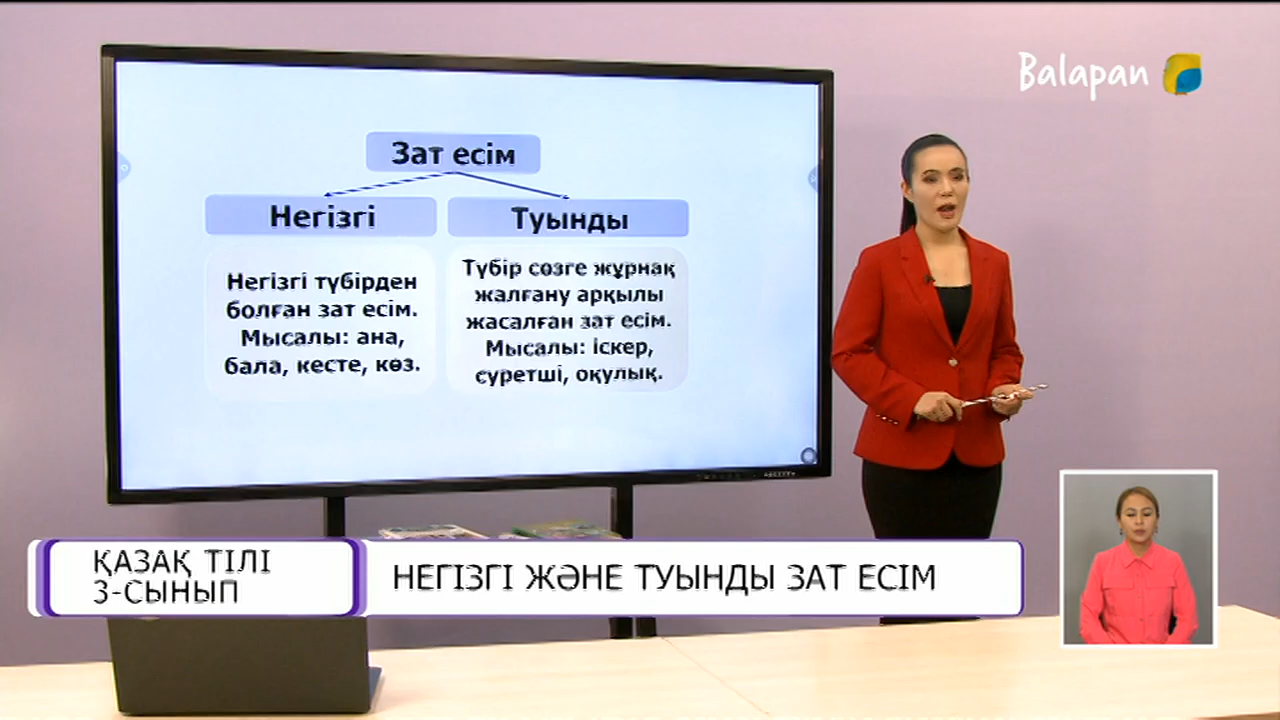 Balapan
Зат есім
Негізгі
Туынды
Негізгі түбірден
болған зат есім.
Мысалы: ана,
бала, кесте, көз.
Түбір сөзге жұрнақ
жалғану арқылы
жасалған зат есім.
Мысалы: іскер,
суретші, оқулық.
ҚАЗАҚ ТІЛІ
3-СЫНЫП
НЕГІЗГІ ЖӘНЕ ТУЫНДЫ ЗАТ ЕСІМ